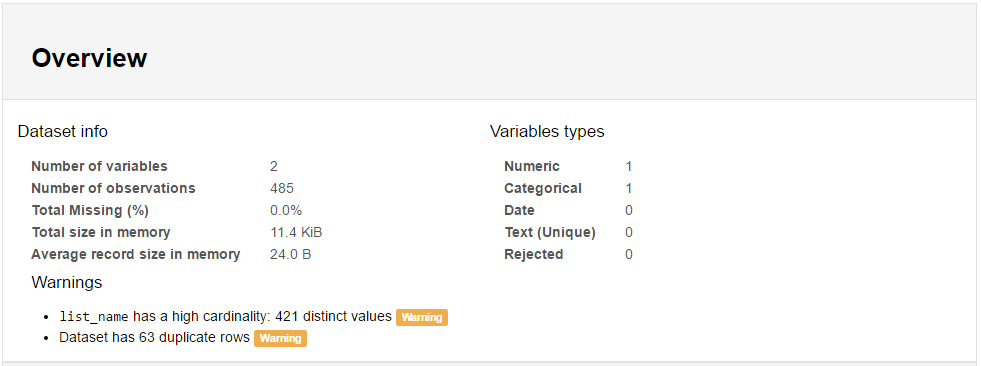 Overview
Dataset info
Number of variables 2
Number of observations 485
Total Missing (%) 0.0%
Total size in memory 11.4 KiB
Average record size in memory 24.0 B
Variables types
Numeric 1
Categorical 1
Date 0
Text (Unique) 0
Rejected 0
Warnings
list_name has a high cardinality: 421 distinct values Warning
Dataset has 63 duplicate rows Warning